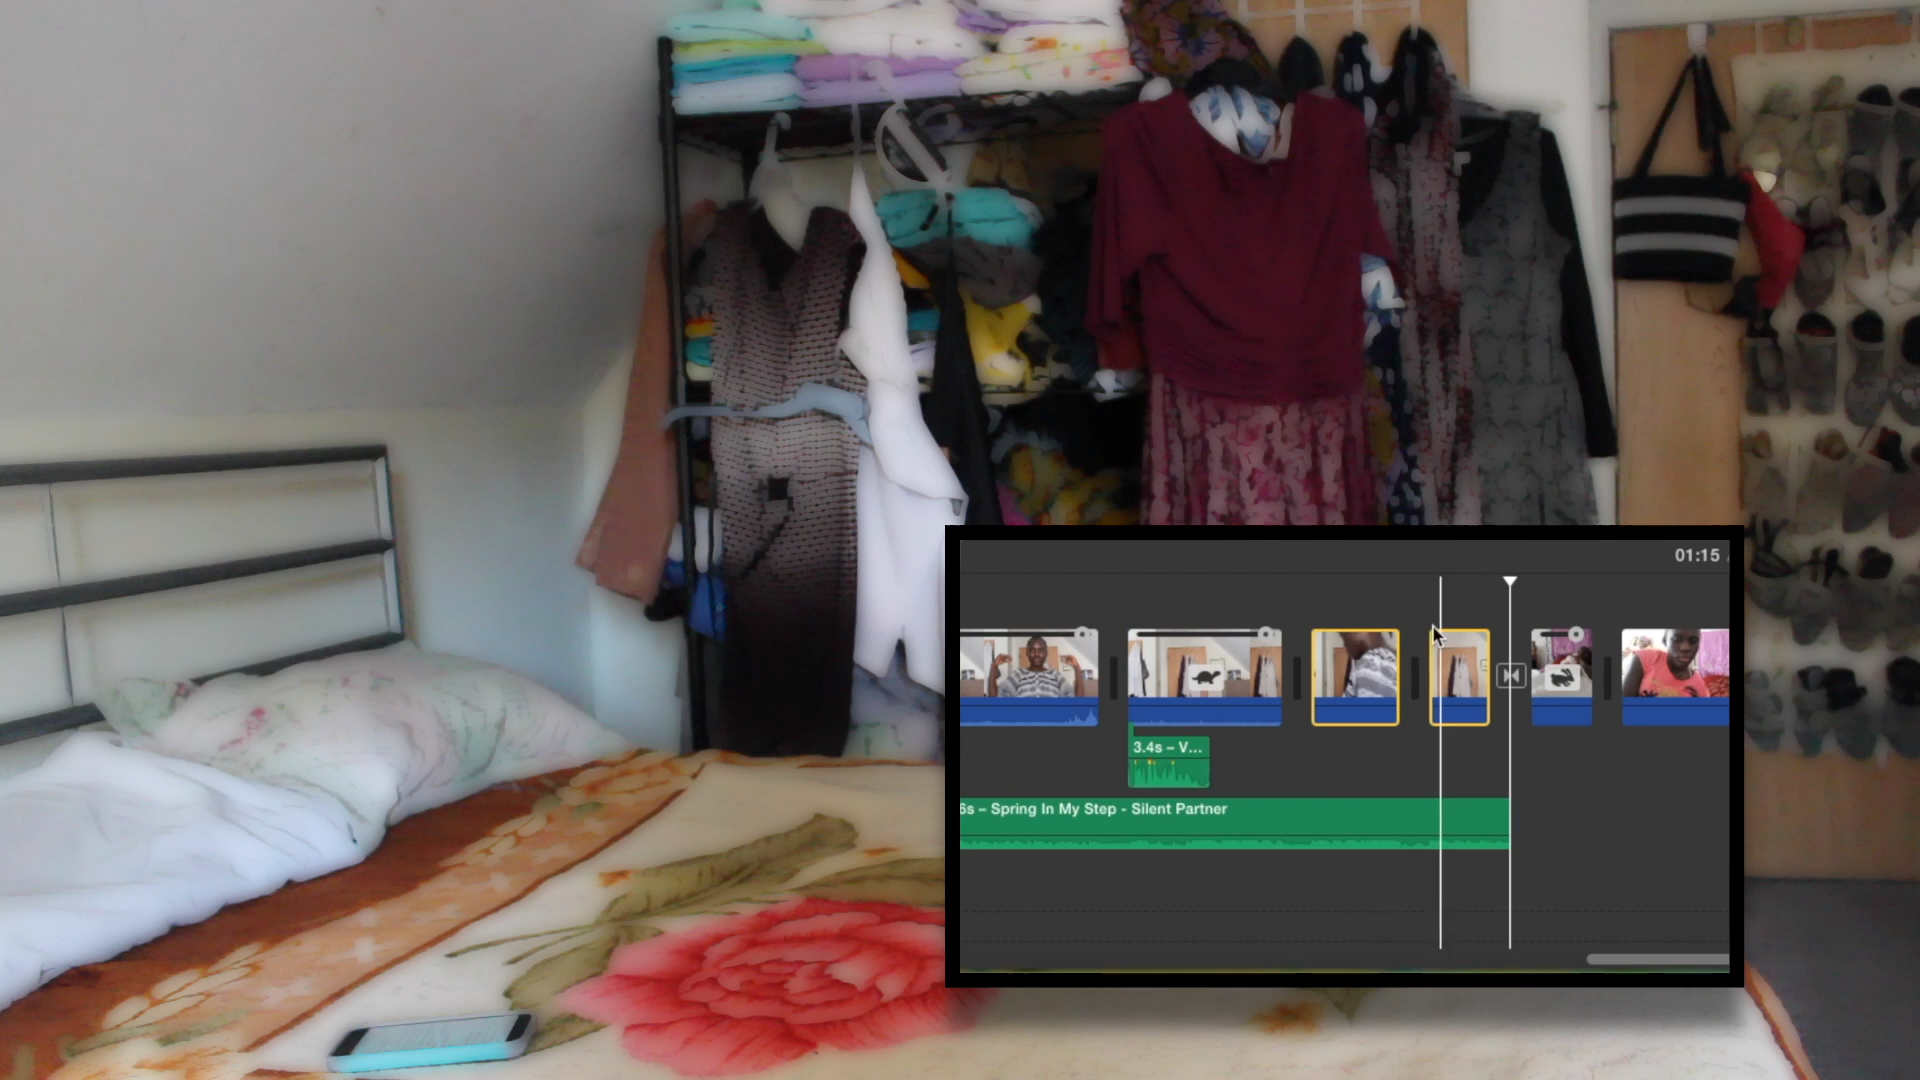 01:15
3.4s – V...
6s – Spring In My Step - Silent Partner